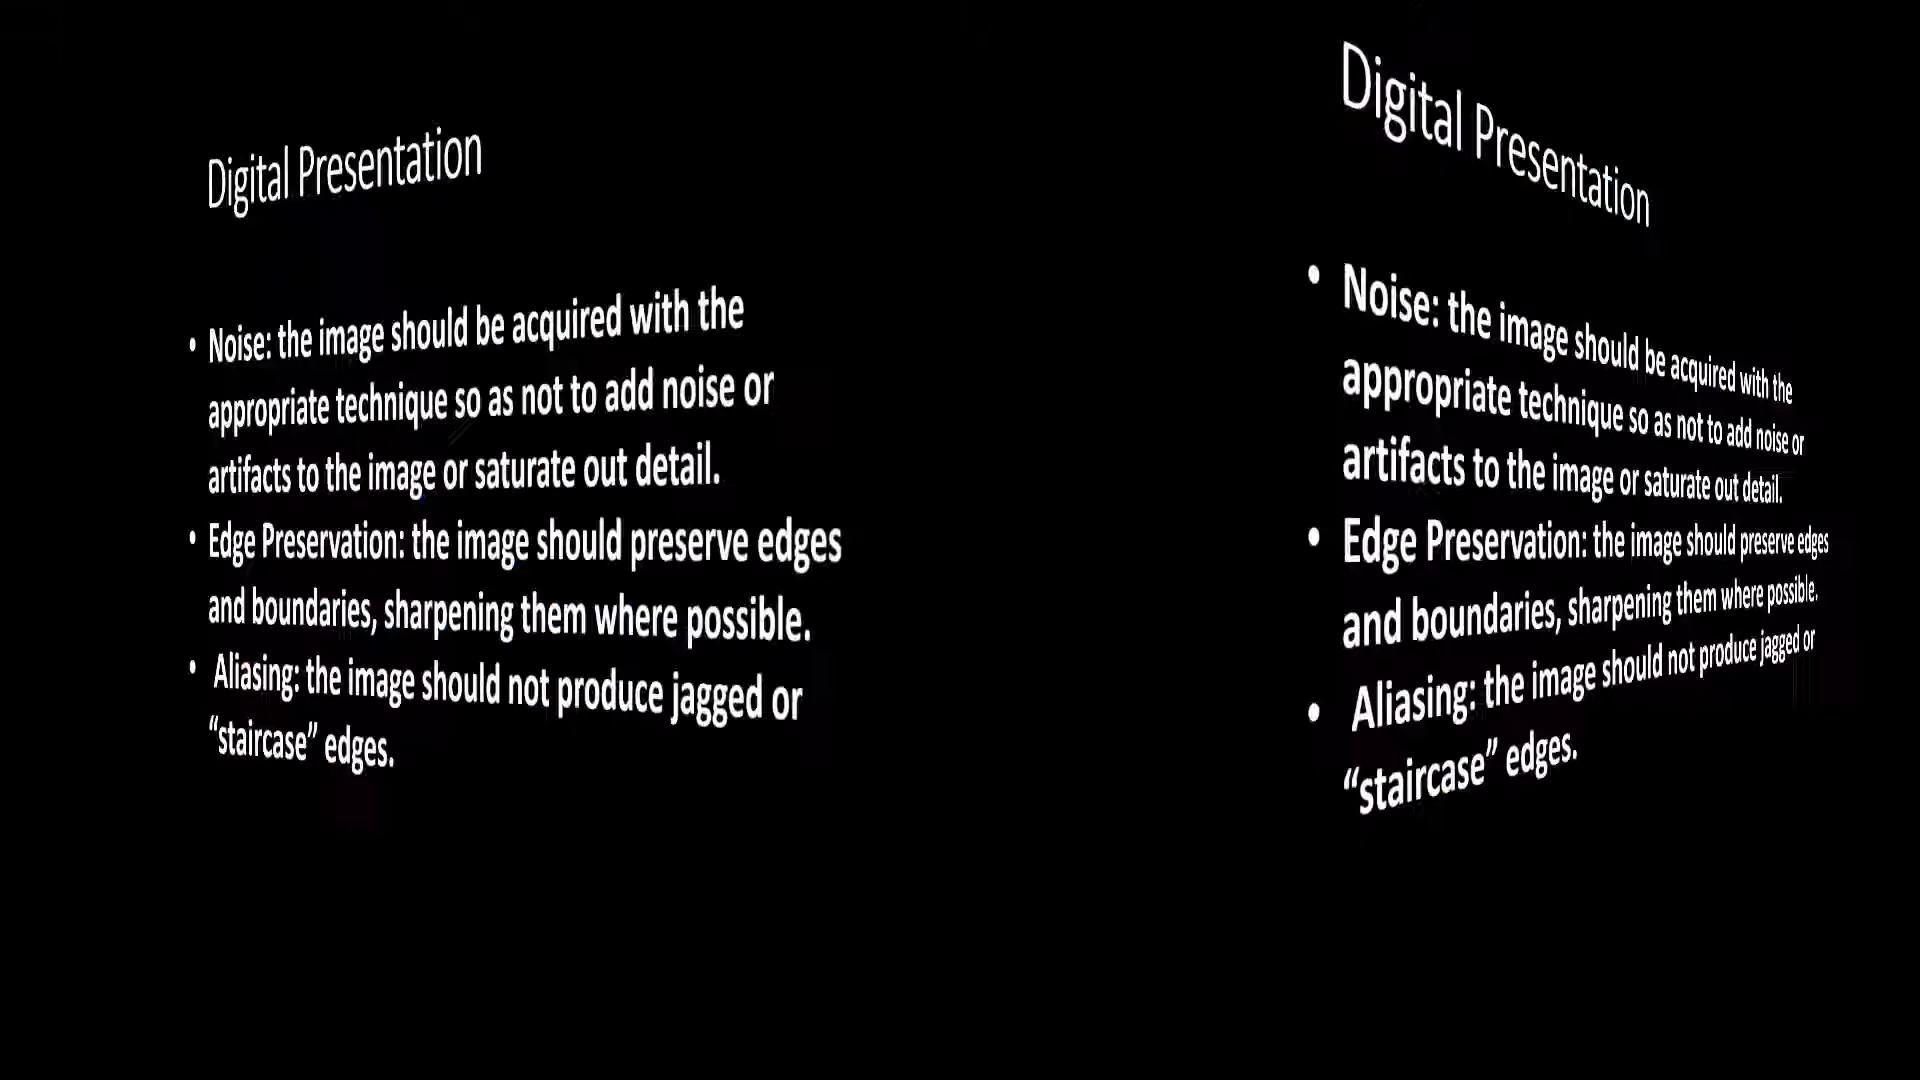 Digital Presentation
• Noise: the image should be acquired with the
appropriate technique so as not to add noise or
artifacts to the image or saturate out detail.
• Edge Preservation: the image should preserve edges
and boundaries, sharpening them where possible.
• Aliasing: the image should not produce jagged or
“staircase” edges.
Digital Presentation
• Noise: the image should be acquired with the
appropriate technique so as not to add noise or
artifacts to the image or saturate out detail.
• Edge Preservation: the image should preserve edges
and boundaries, sharpening them where possible.
• Aliasing: the image should not produce jagged or
“staircase” edges.